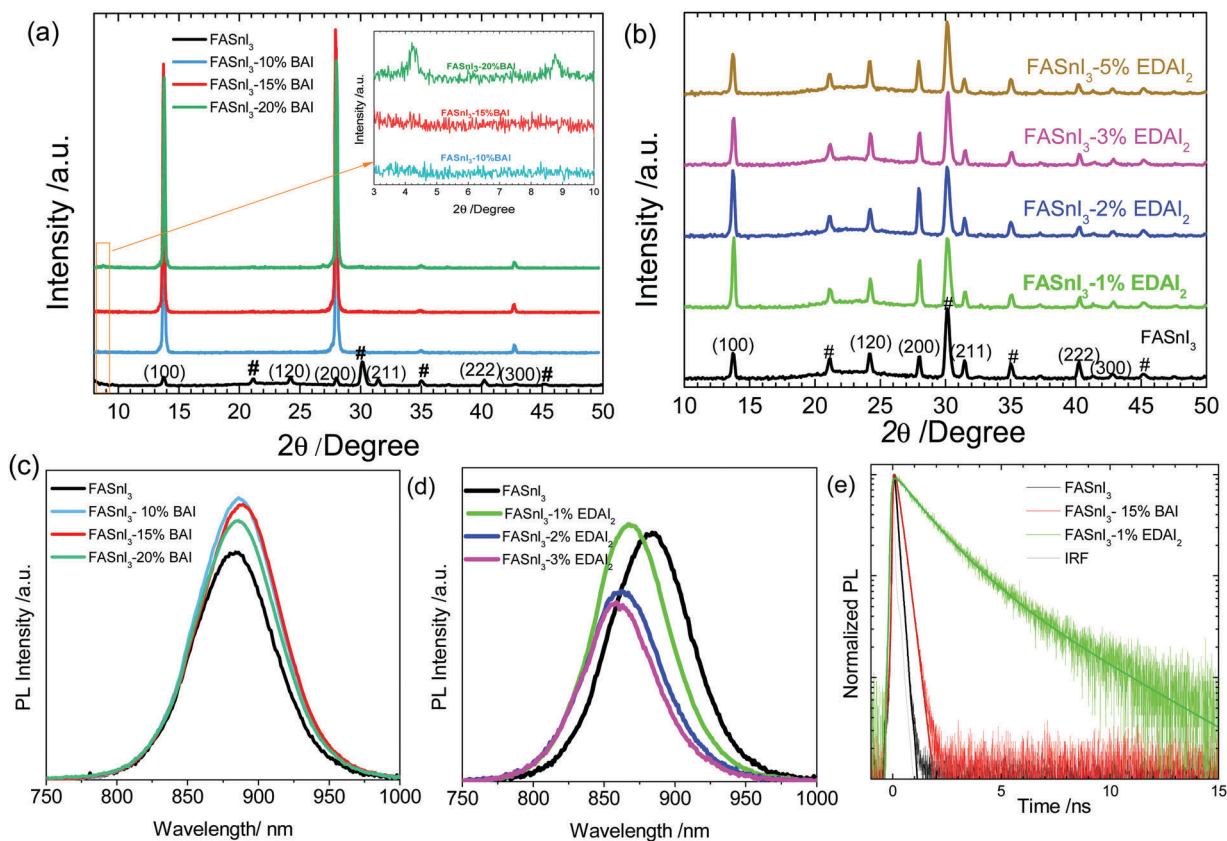 (a)
FASnI₃
FASnI₃-10% BAI
FASnI₃-15% BAI
FASnI₃-20% BAI
Intensity /a.u.
FASnI₃-20%BAI
FASnI₃-15%BAI
FASnI₃-10%BAI
Intensity /a.u.
3 4 5 6 7 8 9 10
2θ /Degree
(100) # (120) (200) # (211) # (222) (300) #
10 15 20 25 30 35 40 45 50
2θ /Degree
(b)
Intensity /a.u.
FASnI₃-5% EDAI₂
FASnI₃-3% EDAI₂
FASnI₃-2% EDAI₂
FASnI₃-1% EDAI₂
FASnI₃
(100) # (120) (200) # (211) # (222) (300) #
10 15 20 25 30 35 40 45 50
2θ /Degree
(c)
FASnI₃
FASnI₃- 10% BAI
FASnI₃-15% BAI
FASnI₃-20% BAI
PL Intensity /a.u.
750 800 850 900 950 1000
Wavelength/ nm
(d)
FASnI₃
FASnI₃-1% EDAI₂
FASnI₃-2% EDAI₂
FASnI₃-3% EDAI₂
PL Intensity /a.u.
750 800 850 900 950 1000
Wavelength /nm
(e)
FASnI₃
FASnI₃- 15% BAI
FASnI₃-1% EDAI₂
IRF
Normalized PL
0 5 10 15
Time /ns